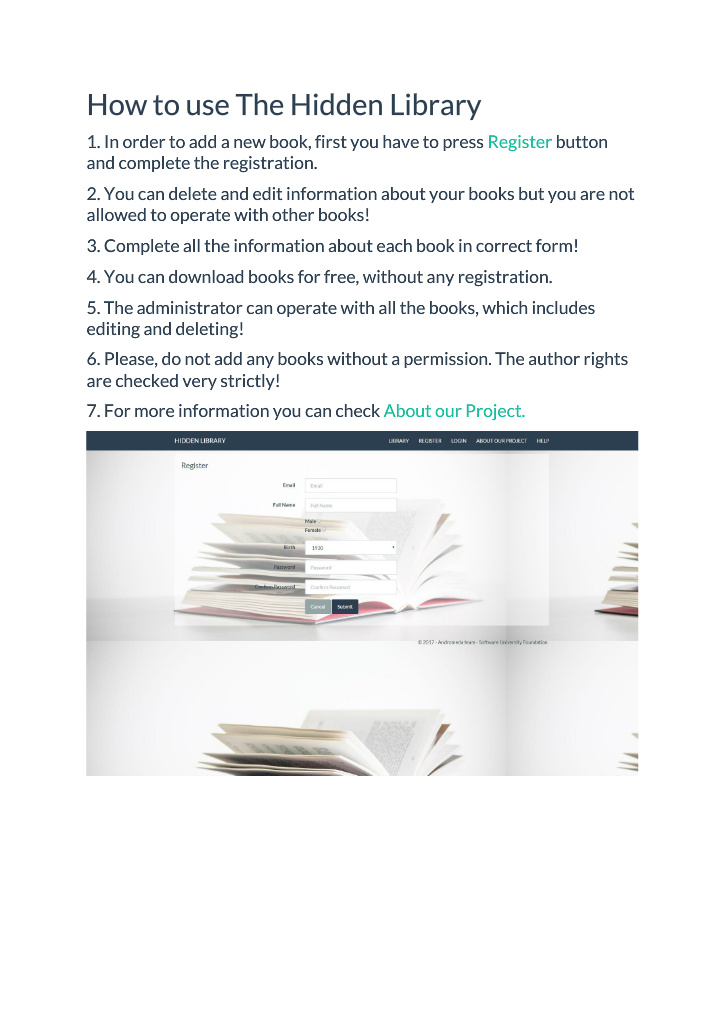 How to use The Hidden Library
1. In order to add a new book, first you have to press Register button
and complete the registration.
2. You can delete and edit information about your books but you are not
allowed to operate with other books!
3. Complete all the information about each book in correct form!
4. You can download books for free, without any registration.
5. The administrator can operate with all the books, which includes
editing and deleting!
6. Please, do not add any books without a permission. The author rights
are checked very strictly!
7. For more information you can check About our Project.
HIDDEN LIBRARY LIBRARY REGISTER LOGIN ABOUT OUR PROJECT HELP
Register
Email Email
Full Name Full Name
Male
Female
Birth 1930
Password Password
Confirm Password Confirm Password
Cancel Submit
© 2017 - Andromeda team - Software University Foundation